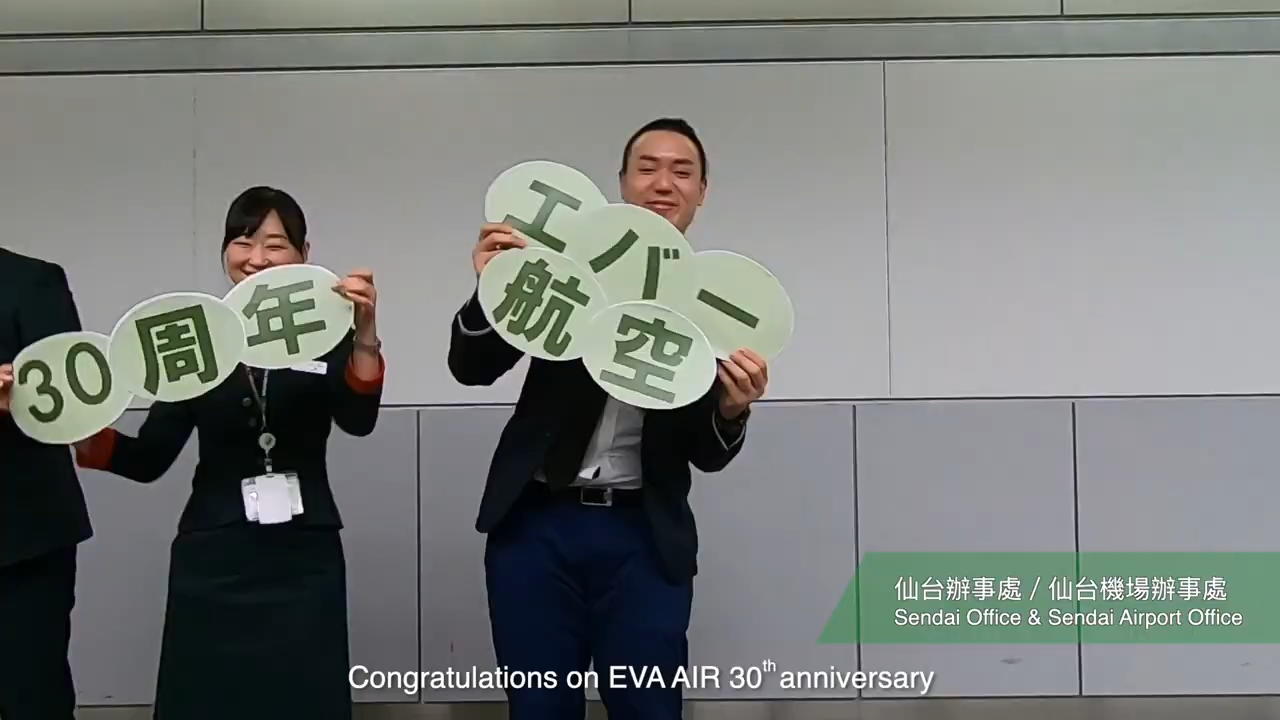 エバー
航空
30周年
仙台辦事處 / 仙台機場辦事處
Sendai Office & Sendai Airport Office
Congratulations on EVA AIR 30th anniversary